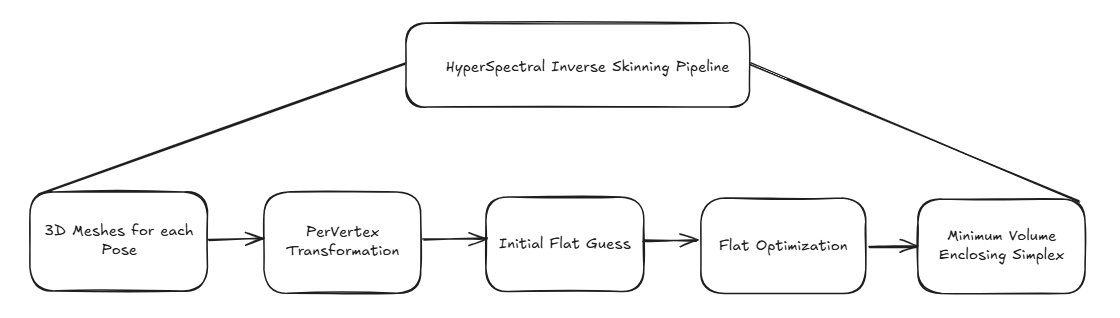 HyperSpectral Inverse Skinning Pipeline
3D Meshes for each
Pose
PerVertex
Transformation
Initial Flat Guess
Flat Optimization
Minimum Volume
Enclosing Simplex